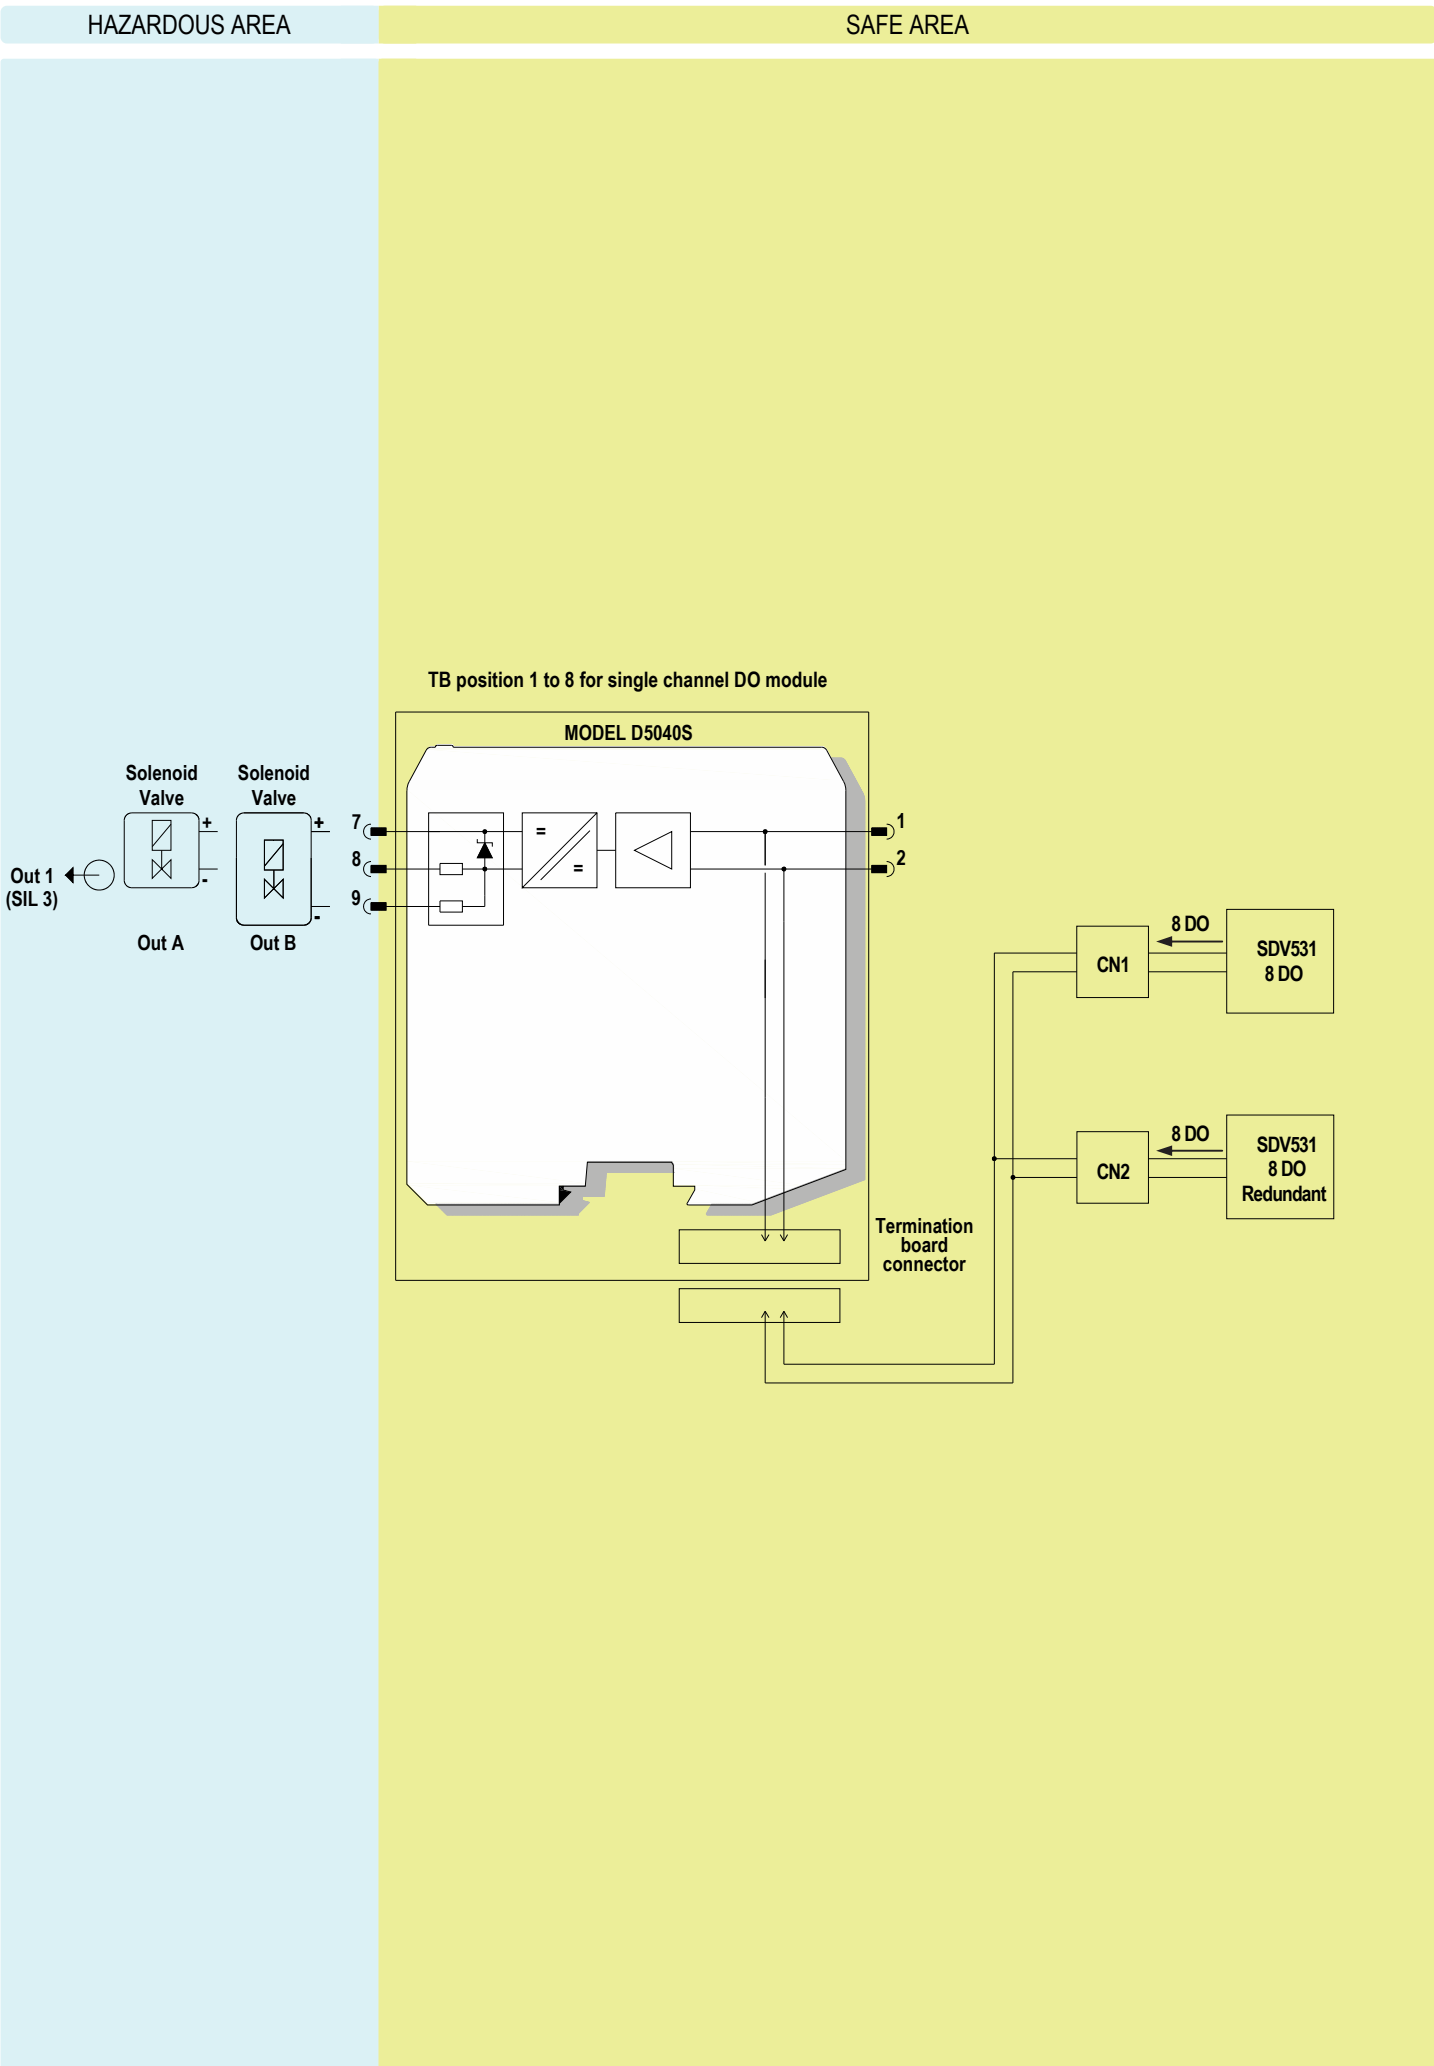 HAZARDOUS AREA
SAFE AREA
TB position 1 to 8 for single channel DO module
MODEL D5040S
Solenoid
Valve
+
-
Out A
Solenoid
Valve
+
-
Out B
Out 1
(SIL 3)
7
8
9
=
=
1
2
CN1
8 DO
SDV531
8 DO
CN2
8 DO
SDV531
8 DO
Redundant
Termination
board
connector